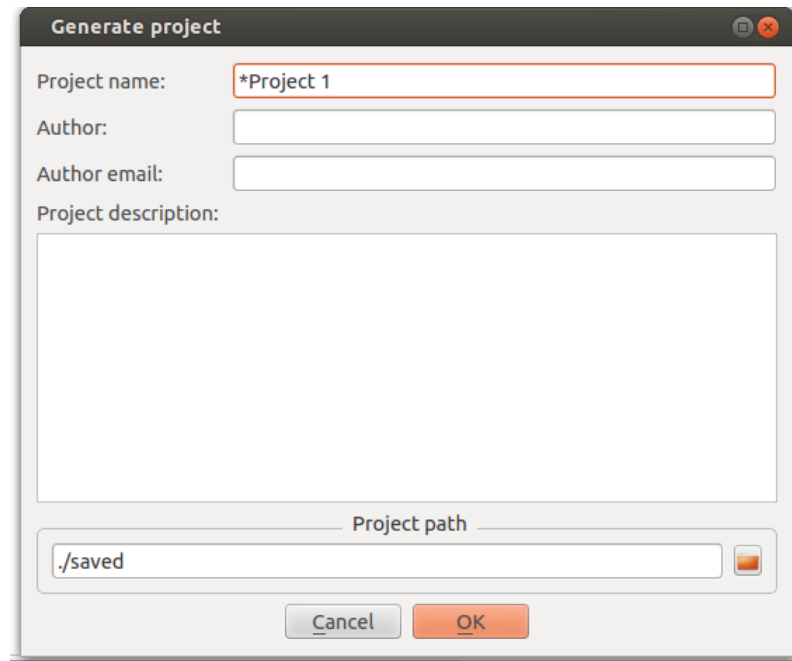 Generate project
Project name: *Project 1
Author:
Author email:
Project description:
Project path
./saved
Cancel OK